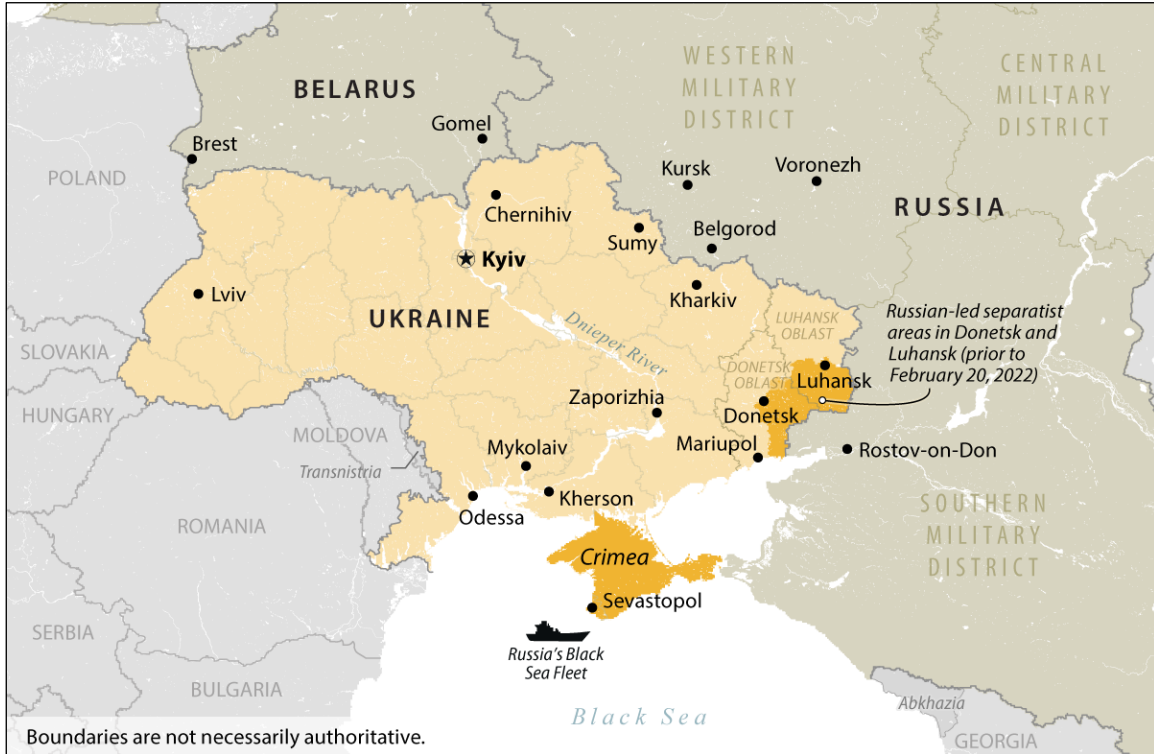 WESTERN
MILITARY
DISTRICT
CENTRAL
MILITARY
DISTRICT
BELARUS
Gomel
Brest
POLAND
Kursk
Voronezh
RUSSIA
Chernihiv
Sumy
Belgorod
Kyiv
Lviv
Kharkiv
UKRAINE
Dnieper River
LUHANSK
OBLAST
Russian-led separatist
areas in Donetsk and
Luhansk (prior to
February 20, 2022)
SLOVAKIA
DONETSK
OBLAST
Luhansk
HUNGARY
Zaporizhia
Donetsk
MOLDOVA
Mykolaiv
Mariupol
Rostov-on-Don
Transnistria
Kherson
Odessa
ROMANIA
SOUTHERN
MILITARY
DISTRICT
Crimea
Sevastopol
SERBIA
Russia's Black
Sea Fleet
BULGARIA
Abkhazia
Black Sea
GEORGIA
Boundaries are not necessarily authoritative.